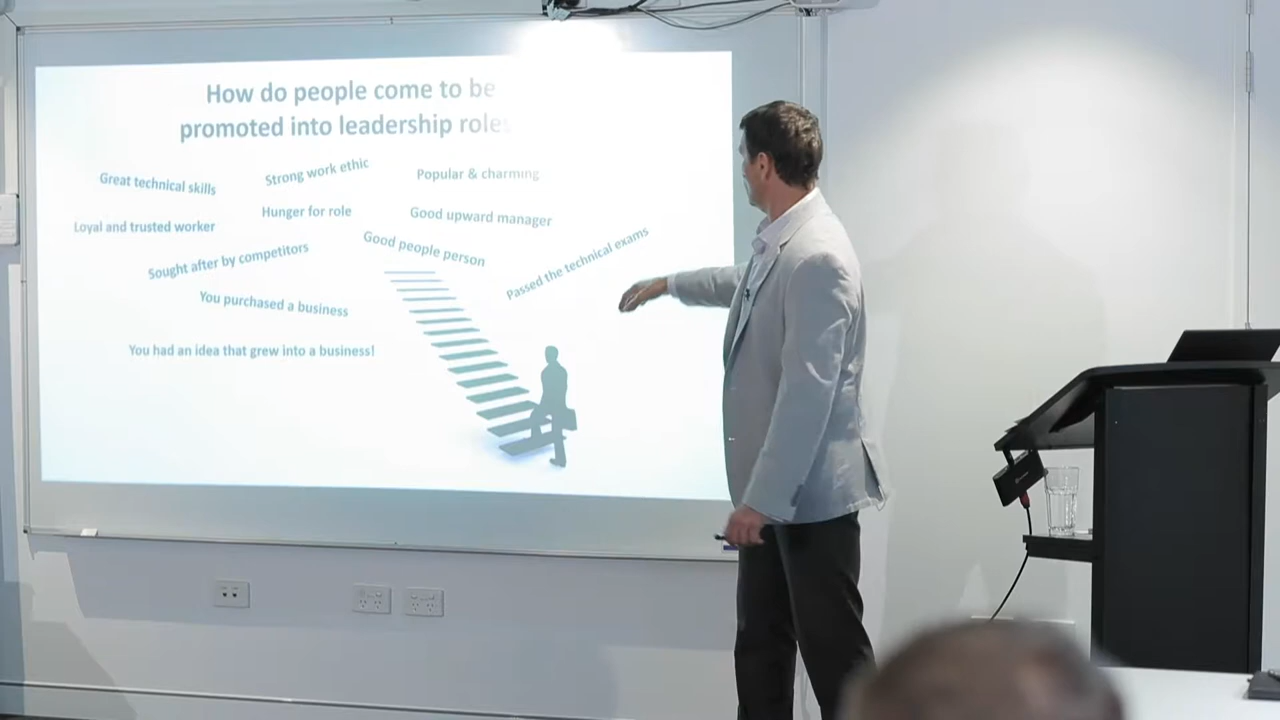 How do people come to be
promoted into leadership roles
Great technical skills
Strong work ethic
Popular & charming
Loyal and trusted worker
Hunger for role
Good upward manager
Sought after by competitors
Good people person
Passed the technical exams
You purchased a business
You had an idea that grew into a business!